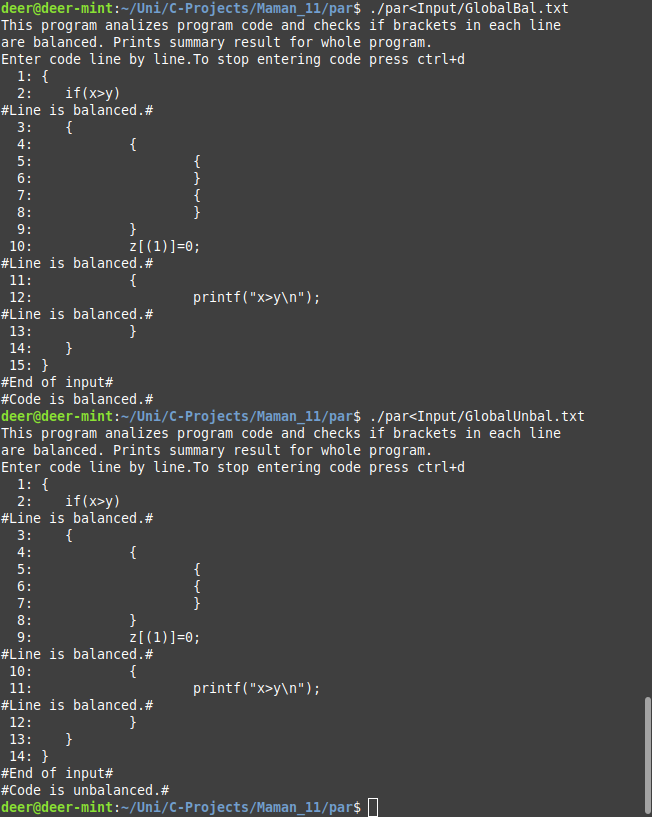 deer@deer-mint:~/Uni/C-Projects/Maman_11/par$ ./par<Input/GlobalBal.txt
This program analizes program code and checks if brackets in each line
are balanced. Prints summary result for whole program.
Enter code line by line.To stop entering code press ctrl+d
  1: {
  2:    if(x>y)
#Line is balanced.#
  3:    {
  4:            {
  5:                    {
  6:                    }
  7:                    {
  8:                    }
  9:            }
 10:            z[(1)]=0;
#Line is balanced.#
 11:            {
 12:                    printf("x>y\n");
#Line is balanced.#
 13:            }
 14:    }
 15: }
#End of input#
#Code is balanced.#
deer@deer-mint:~/Uni/C-Projects/Maman_11/par$ ./par<Input/GlobalUnbal.txt
This program analizes program code and checks if brackets in each line
are balanced. Prints summary result for whole program.
Enter code line by line.To stop entering code press ctrl+d
  1: {
  2:    if(x>y)
#Line is balanced.#
  3:    {
  4:            {
  5:                    {
  6:                    {
  7:                    }
  8:            }
  9:            z[(1)]=0;
#Line is balanced.#
 10:            {
 11:                    printf("x>y\n");
#Line is balanced.#
 12:            }
 13:    }
 14: }
#End of input#
#Code is unbalanced.#
deer@deer-mint:~/Uni/C-Projects/Maman_11/par$